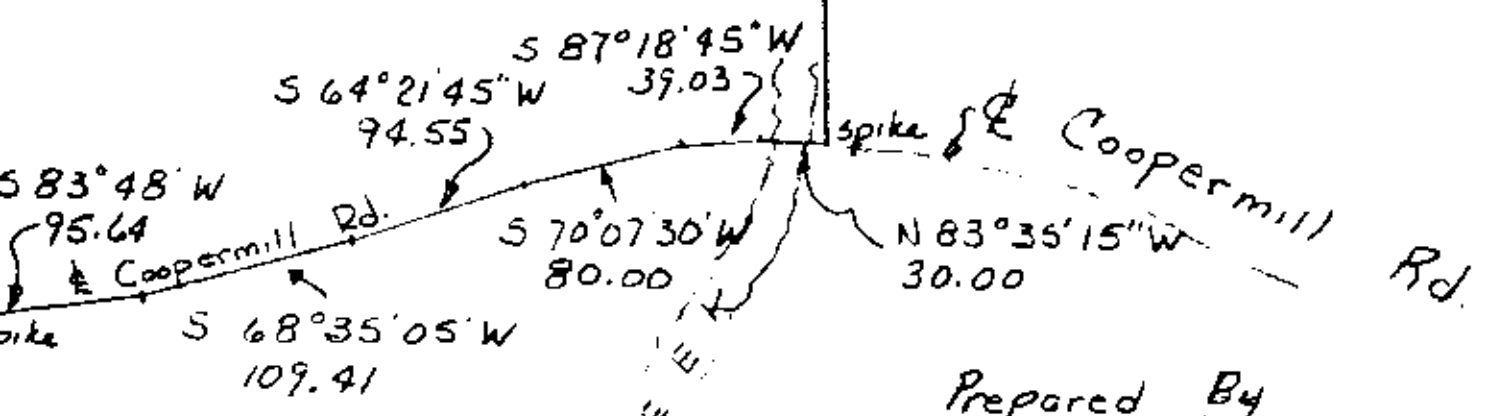 S 87°18'45"W
39.03
S 64°21'45"W
94.55
spike
℄ Coopermill Rd.
S 83°48' W
95.64
℄ Coopermill Rd.
S 70°07'30"W
80.00
N 83°35'15"W
30.00
S 68°35'05"W
109.41
Prepared By